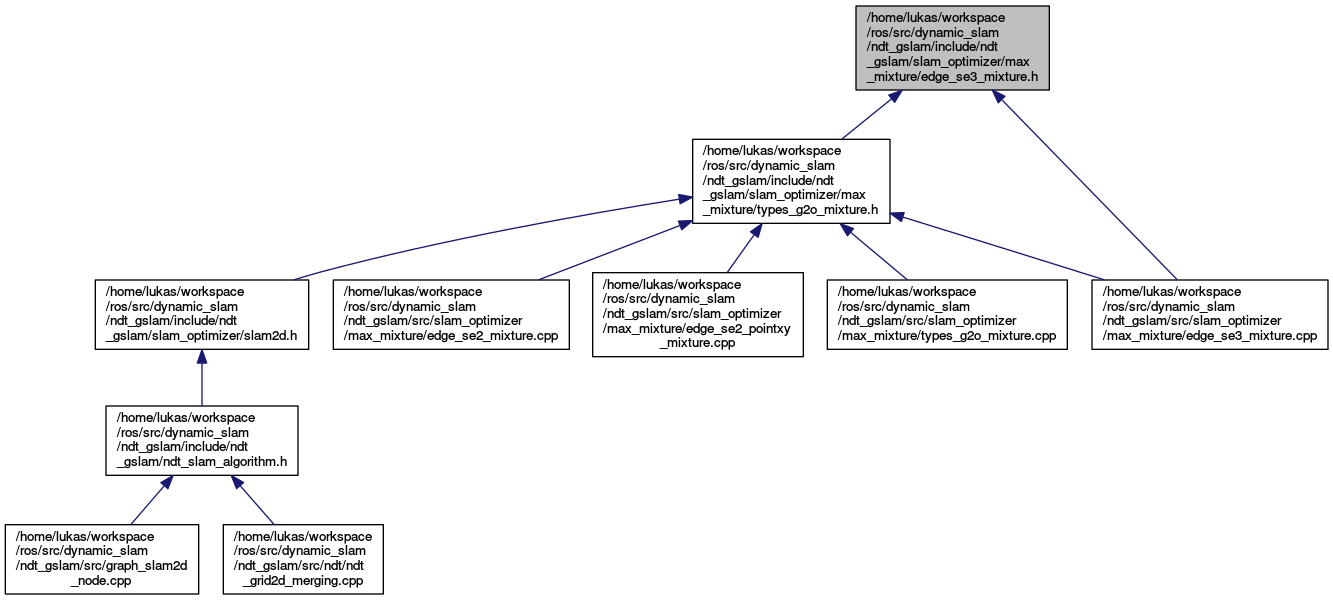 /home/lukas/workspace
/ros/src/dynamic_slam
/ndt_gslam/include/ndt
_gslam/slam_optimizer/max
_mixture/edge_se3_mixture.h
/home/lukas/workspace
/ros/src/dynamic_slam
/ndt_gslam/include/ndt
_gslam/slam_optimizer/max
_mixture/types_g2o_mixture.h
/home/lukas/workspace
/ros/src/dynamic_slam
/ndt_gslam/include/ndt
_gslam/slam_optimizer/slam2d.h
/home/lukas/workspace
/ros/src/dynamic_slam
/ndt_gslam/src/slam_optimizer
/max_mixture/edge_se2_mixture.cpp
/home/lukas/workspace
/ros/src/dynamic_slam
/ndt_gslam/src/slam_optimizer
/max_mixture/edge_se2_pointxy
_mixture.cpp
/home/lukas/workspace
/ros/src/dynamic_slam
/ndt_gslam/src/slam_optimizer
/max_mixture/types_g2o_mixture.cpp
/home/lukas/workspace
/ros/src/dynamic_slam
/ndt_gslam/src/slam_optimizer
/max_mixture/edge_se3_mixture.cpp
/home/lukas/workspace
/ros/src/dynamic_slam
/ndt_gslam/include/ndt
_gslam/ndt_slam_algorithm.h
/home/lukas/workspace
/ros/src/dynamic_slam
/ndt_gslam/src/graph_slam2d
_node.cpp
/home/lukas/workspace
/ros/src/dynamic_slam
/ndt_gslam/src/ndt/ndt
_grid2d_merging.cpp